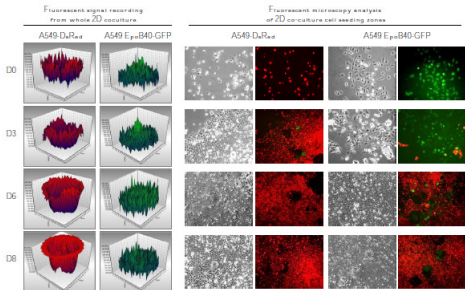 Fluorescent signal recording
From whole 2D coculture
Fluorescent microscopy analysis
of 2D co-culture cell seeding zones
A549-DsRed
A549 EpoB40-GFP
A549-DsRed
A549 EpoB40-GFP
D0
D3
D6
D8